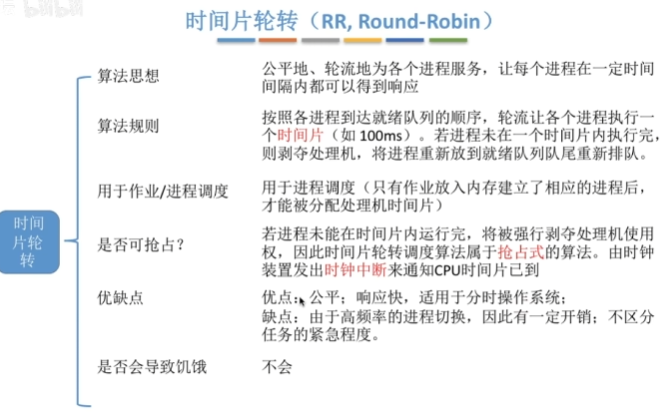 bilibili
时间片轮转（RR, Round-Robin）
算法思想
公平地、轮流地为各个进程服务，让每个进程在一定时间
间隔内都可以得到响应
算法规则
按照各进程到达就绪队列的顺序，轮流让各个进程执行一
个时间片（如 100ms）。若进程未在一个时间片内执行完，
则剥夺处理机，将进程重新放到就绪队列队尾重新排队。
用于作业/进程调度
用于进程调度（只有作业放入内存建立了相应的进程后，
才能被分配处理机时间片）
时间
片轮
转
是否可抢占？
若进程未能在时间片内运行完，将被强行剥夺处理机使用
权，因此时间片轮转调度算法属于抢占式的算法。由时钟
装置发出时钟中断来通知CPU时间片已到
优缺点
优点：公平；响应快，适用于分时操作系统；
缺点：由于高频率的进程切换，因此有一定开销；不区分
任务的紧急程度。
是否会导致饥饿
不会